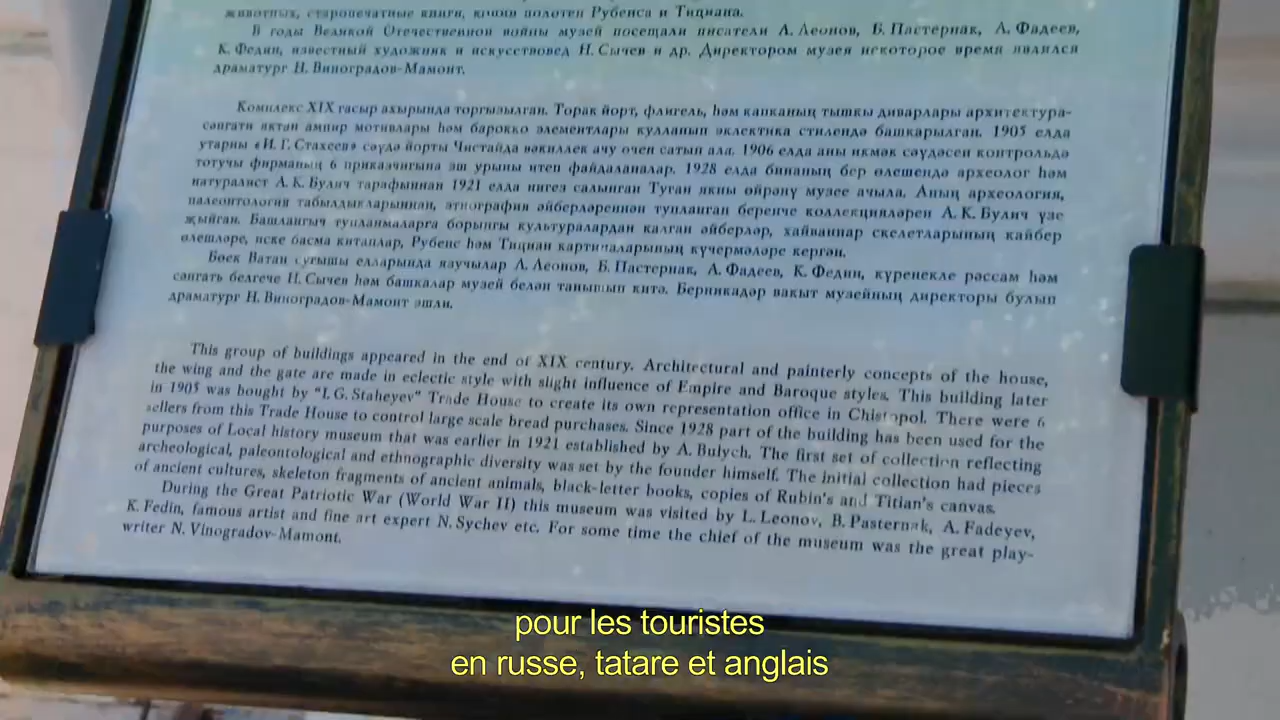 животных, старопечатные книги, копии полотен Рубенса и Тициана.
В годы Великой Отечественной войны музей посещали писатели А. Леонов, Б. Пастернак, А. Фадеев,
К. Федин, известный художник и искусствовед Н. Сычев и др. Директором музея некоторое время являлся
драматург Н. Виноградов-Мамонт.
Комплекс XIX гасыр ахырында торгызылган. Торак йорт, флигель, һәм капканың тышкы диварлары архитектура-
сәнгати яктан ампир мотивлары һәм барокко элементлары кулланып эклектика стилендә башкарылган. 1905 елда
утарны «И. Г. Стахеев» сәүдә йорты Чистайда вәкиллек ачу өчен сатып ала. 1906 елда аны икмәк сәүдәсен контрольдә
тотучы фирманың 6 приказчигына эш урыны итеп файдаланалар. 1928 елда бинаның бер өлешендә археолог һәм
натуралист А. К. Булич тарафыннан 1921 елда нигез салынган Туган якны өйрәнү музее ачыла. Аның археология,
палеонтология табылдыкларыннан, этнография әйберләреннән тупланган беренче коллекцияләрен А. К. Булич үзе
җыйган. Башлангыч тупланмаларга борынгы культуралардан калган әйберләр, хайваннар скелетларының кайбер
өлешләре, иске басма китаплар, Рубенс һәм Тициан картиналарының күчермәләре кергән.
Бөек Ватан сугышы елларында язучылар Л. Леонов, Б. Пастернак, А. Фадеев, К. Федин, күренекле рәссам һәм
сәнгать белгече Н. Сычев һәм башкалар музей белән танышып китә. Берникадәр вакыт музейның директоры булып
драматург Н. Виноградов-Мамонт эшли.
This group of buildings appeared in the end of XIX century. Architectural and painterly concepts of the house,
the wing and the gate are made in eclectic style with slight influence of Empire and Baroque styles. This building later
in 1905 was bought by "I. G. Staheyev" Trade House to create its own representation office in Chistopol. There were 6
sellers from this Trade House to control large scale bread purchases. Since 1928 part of the building has been used for the
purposes of Local history museum that was earlier in 1921 established by A. Bulych. The first set of collection reflecting
archeological, paleontological and ethnographic diversity was set by the founder himself. The initial collection had pieces
of ancient cultures, skeleton fragments of ancient animals, black-letter books, copies of Rubin's and Titian's canvas.
During the Great Patriotic War (World War II) this museum was visited by L. Leonov, B. Pasternak, A. Fadeyev,
K. Fedin, famous artist and fine art expert N. Sychev etc. For some time the chief of the museum was the great play-
writer N. Vinogradov-Mamont.
pour les touristes
en russe, tatare et anglais